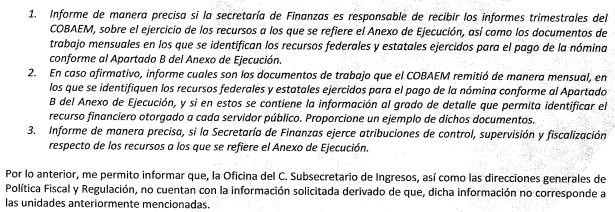 1. Informe de manera precisa si la secretaría de Finanzas es responsable de recibir los informes trimestrales del
COBAEM, sobre el ejercicio de los recursos a los que se refiere el Anexo de Ejecución, así como los documentos de
trabajo mensuales en los que se identifican los recursos federales y estatales ejercidos para el pago de la nómina
conforme al Apartado B del Anexo de Ejecución.
2. En caso afirmativo, informe cuales son los documentos de trabajo que el COBAEM remitió de manera mensual, en
los que se identifiquen los recursos federales y estatales ejercidos para el pago de la nómina conforme al Apartado
B del Anexo de Ejecución, y si en estos se contiene la información al grado de detalle que permita identificar el
recurso financiero otorgado a cada servidor público. Proporcione un ejemplo de dichos documentos.
3. Informe de manera precisa, si la Secretaría de Finanzas ejerce atribuciones de control, supervisión y fiscalización
respecto de los recursos a los que se refiere el Anexo de Ejecución.
Por lo anterior, me permito informar que, la Oficina del C. Subsecretario de Ingresos, así como las direcciones generales de
Política Fiscal y Regulación, no cuentan con la información solicitada derivado de que, dicha información no corresponde a
las unidades anteriormente mencionadas.